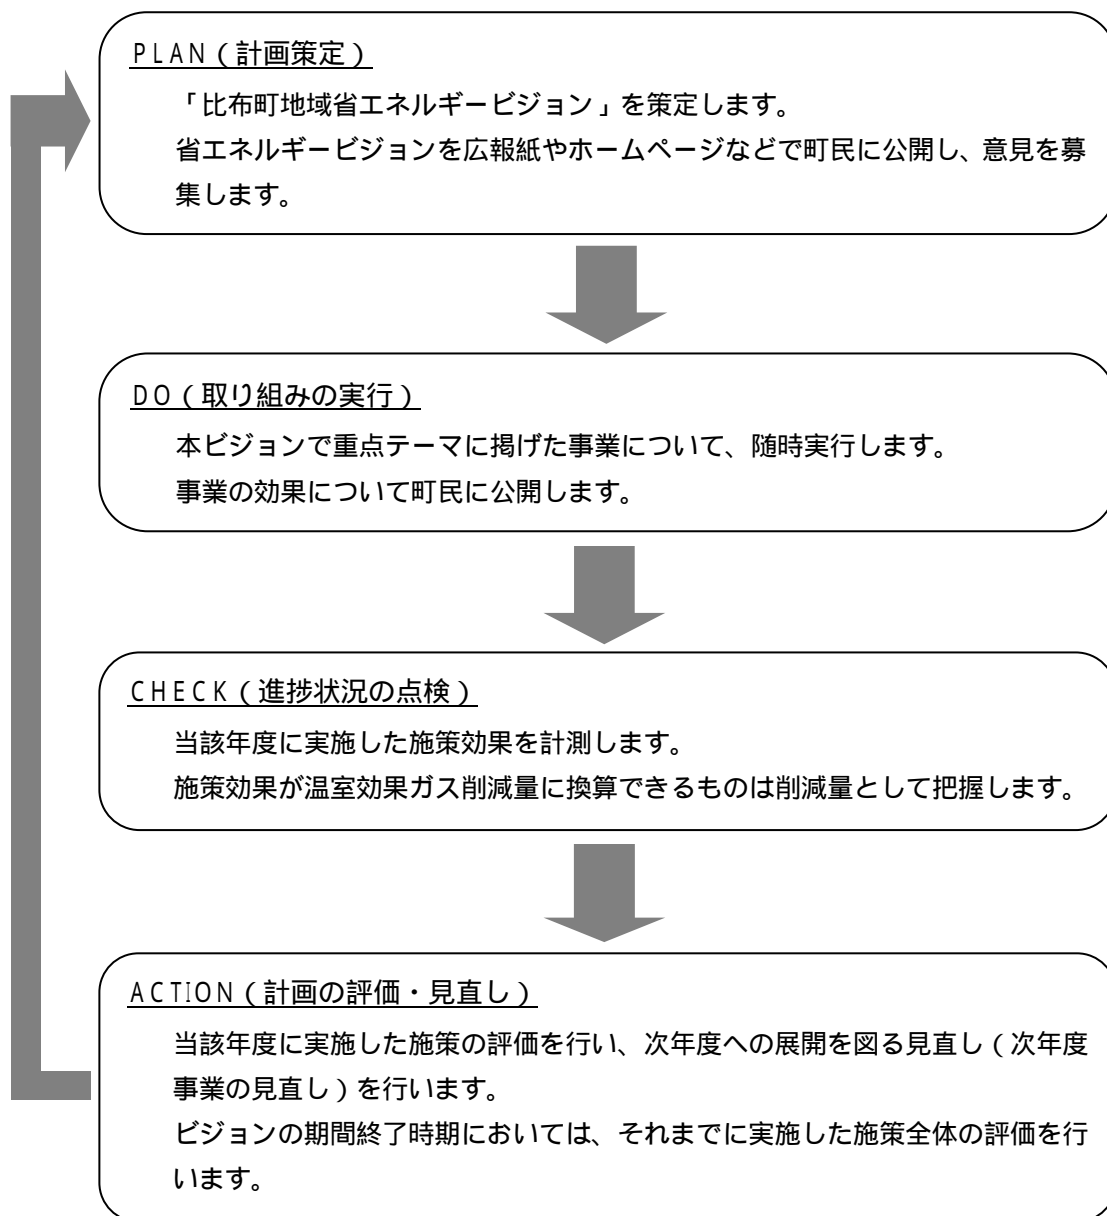 PLAN(計画策定)
「比布町地域省エネルギービジョン」を策定します。
省エネルギービジョンを広報紙やホームページなどで町民に公開し、意見を募
集します。
DO(取り組みの実行)
本ビジョンで重点テーマに掲げた事業について、随時実行します。
事業の効果について町民に公開します。
CHECK(進捗状況の点検)
当該年度に実施した施策効果を計測します。
施策効果が温室効果ガス削減量に換算できるものは削減量として把握します。
ACTION(計画の評価・見直し)
当該年度に実施した施策の評価を行い、次年度への展開を図る見直し(次年度
事業の見直し)を行います。
ビジョンの期間終了時期においては、それまでに実施した施策全体の評価を行
います。